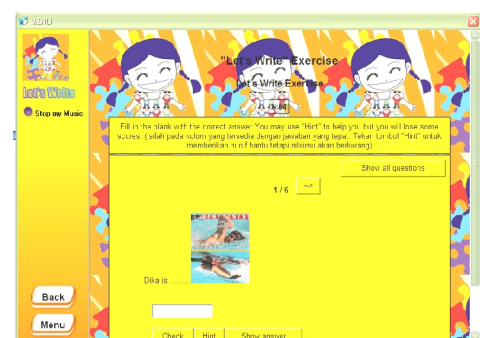 MENU
Let's Write
Stop my Music
"Let's Write" Exercise
Let's Write Exercise
Fill in the blank with the correct answer You may use "Hint" to help you, but you will lose some
scores. ( silah pada kolom yang tersedia dengan jawaban yang tepat. Tekan tombol "Hint" untuk
memberikan huruf bantu tetapi nilaimu akan berkurang)
Show all questions
1 / 6
Dika is
Back
Menu
Check
Hint
Show answer